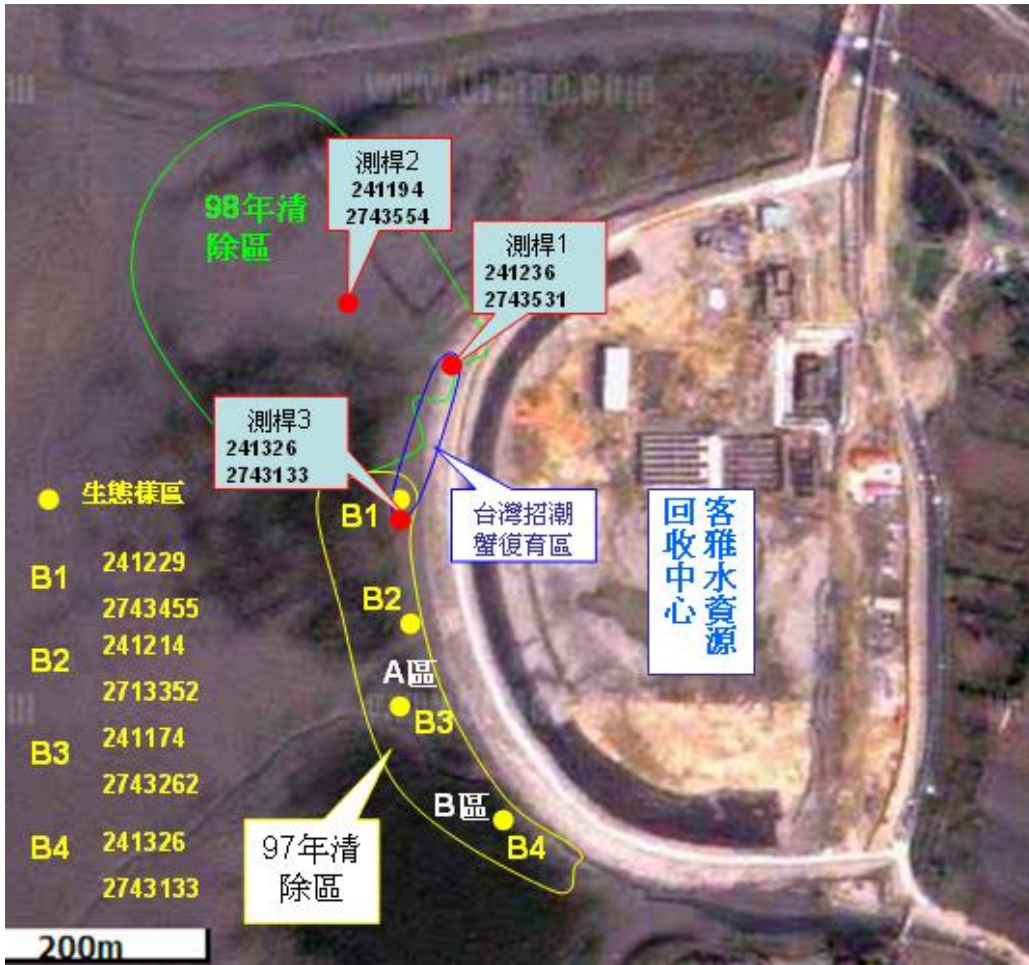 98年清
除區
測桿2
241194
2743554
測桿1
241236
2743531
測桿3
241326
2743133
生態樣區
B1
241229
2743455
B2
241214
2713352
B3
241174
2743262
B4
241326
2743133
B1
B2
A區
B3
B區
B4
台灣招潮
蟹復育區
客雅水資源
回收中心
97年清
除區
200m